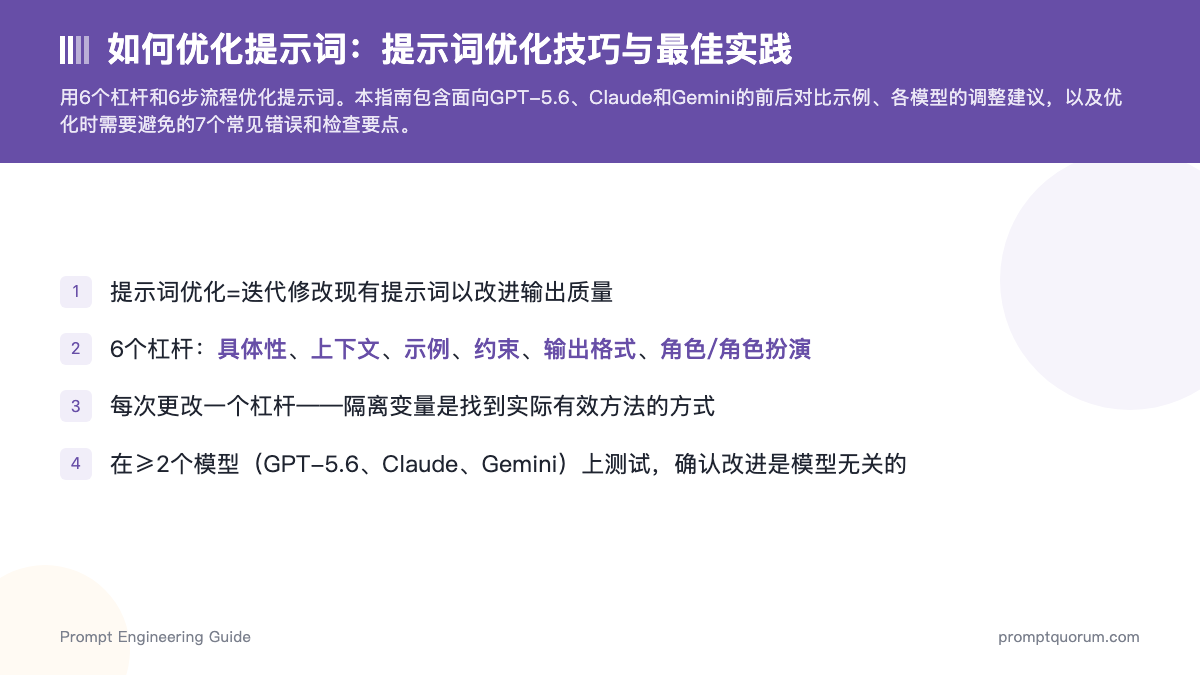 如何优化提示词：提示词优化技巧与最佳实践
用6个杠杆和6步流程优化提示词。本指南包含面向GPT-5.6、Claude和Gemini的前后对比示例、各模型的调整建议，以及优
化时需要避免的7个常见错误和检查要点。
1 提示词优化=迭代修改现有提示词以改进输出质量
2 6个杠杆：具体性、上下文、示例、约束、输出格式、角色/角色扮演
3 每次更改一个杠杆——隔离变量是找到实际有效方法的方式
4 在≥2个模型（GPT-5.6、Claude、Gemini）上测试，确认改进是模型无关的
Prompt Engineering Guide
promptquorum.com